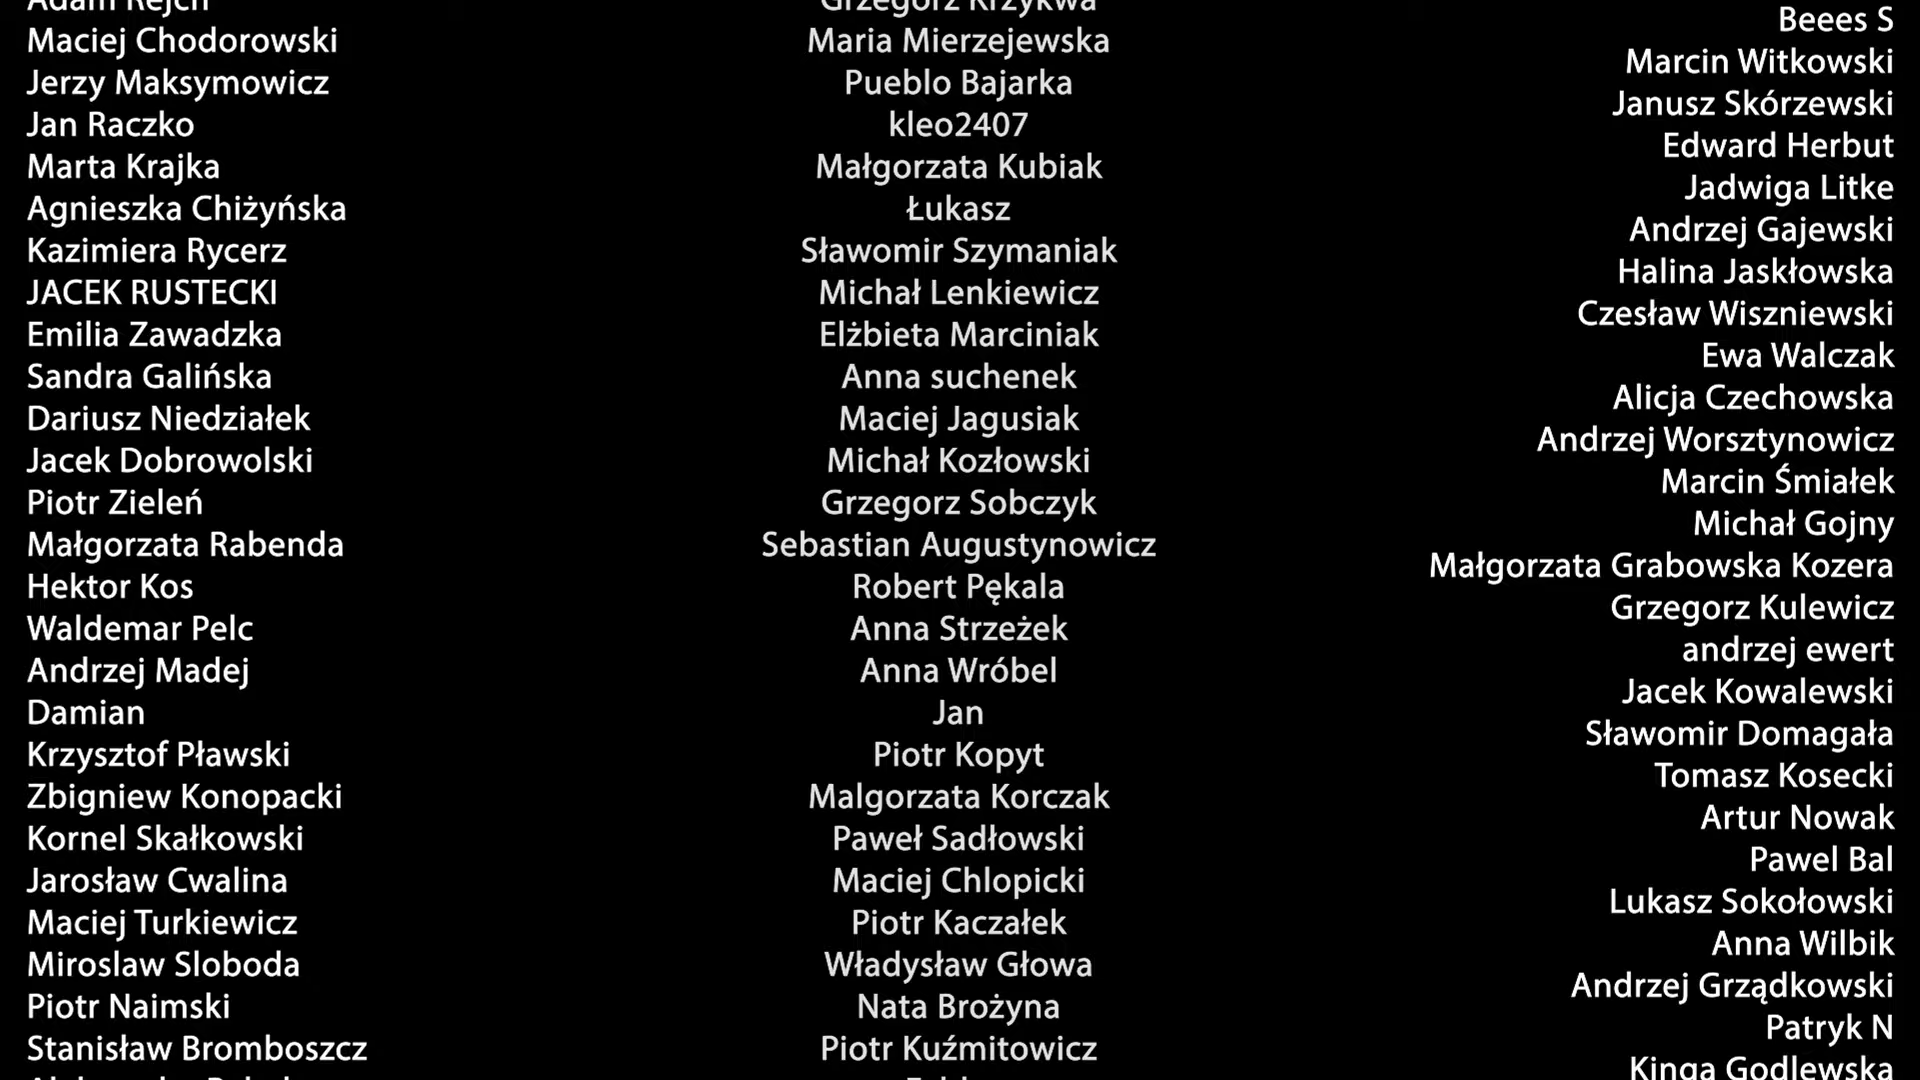 Adam Rejch
Maciej Chodorowski
Jerzy Maksymowicz
Jan Raczko
Marta Krajka
Agnieszka Chiżyńska
Kazimiera Rycerz
JACEK RUSTECKI
Emilia Zawadzka
Sandra Galińska
Dariusz Niedziałek
Jacek Dobrowolski
Piotr Zieleń
Małgorzata Rabenda
Hektor Kos
Waldemar Pelc
Andrzej Madej
Damian
Krzysztof Pławski
Zbigniew Konopacki
Kornel Skałkowski
Jarosław Cwalina
Maciej Turkiewicz
Miroslaw Sloboda
Piotr Naimski
Stanisław Bromboszcz
Grzegorz Krzykwa
Maria Mierzejewska
Pueblo Bajarka
kleo2407
Małgorzata Kubiak
Łukasz
Sławomir Szymaniak
Michał Lenkiewicz
Elżbieta Marciniak
Anna suchenek
Maciej Jagusiak
Michał Kozłowski
Grzegorz Sobczyk
Sebastian Augustynowicz
Robert Pękala
Anna Strzeżek
Anna Wróbel
Jan
Piotr Kopyt
Malgorzata Korczak
Paweł Sadłowski
Maciej Chlopicki
Piotr Kaczałek
Władysław Głowa
Nata Brożyna
Piotr Kuźmitowicz
Beees S
Marcin Witkowski
Janusz Skórzewski
Edward Herbut
Jadwiga Litke
Andrzej Gajewski
Halina Jaskłowska
Czesław Wiszniewski
Ewa Walczak
Alicja Czechowska
Andrzej Worsztynowicz
Marcin Śmiałek
Michał Gojny
Małgorzata Grabowska Kozera
Grzegorz Kulewicz
andrzej ewert
Jacek Kowalewski
Sławomir Domagała
Tomasz Kosecki
Artur Nowak
Pawel Bal
Lukasz Sokołowski
Anna Wilbik
Andrzej Grządkowski
Patryk N
Kinga Godlewska